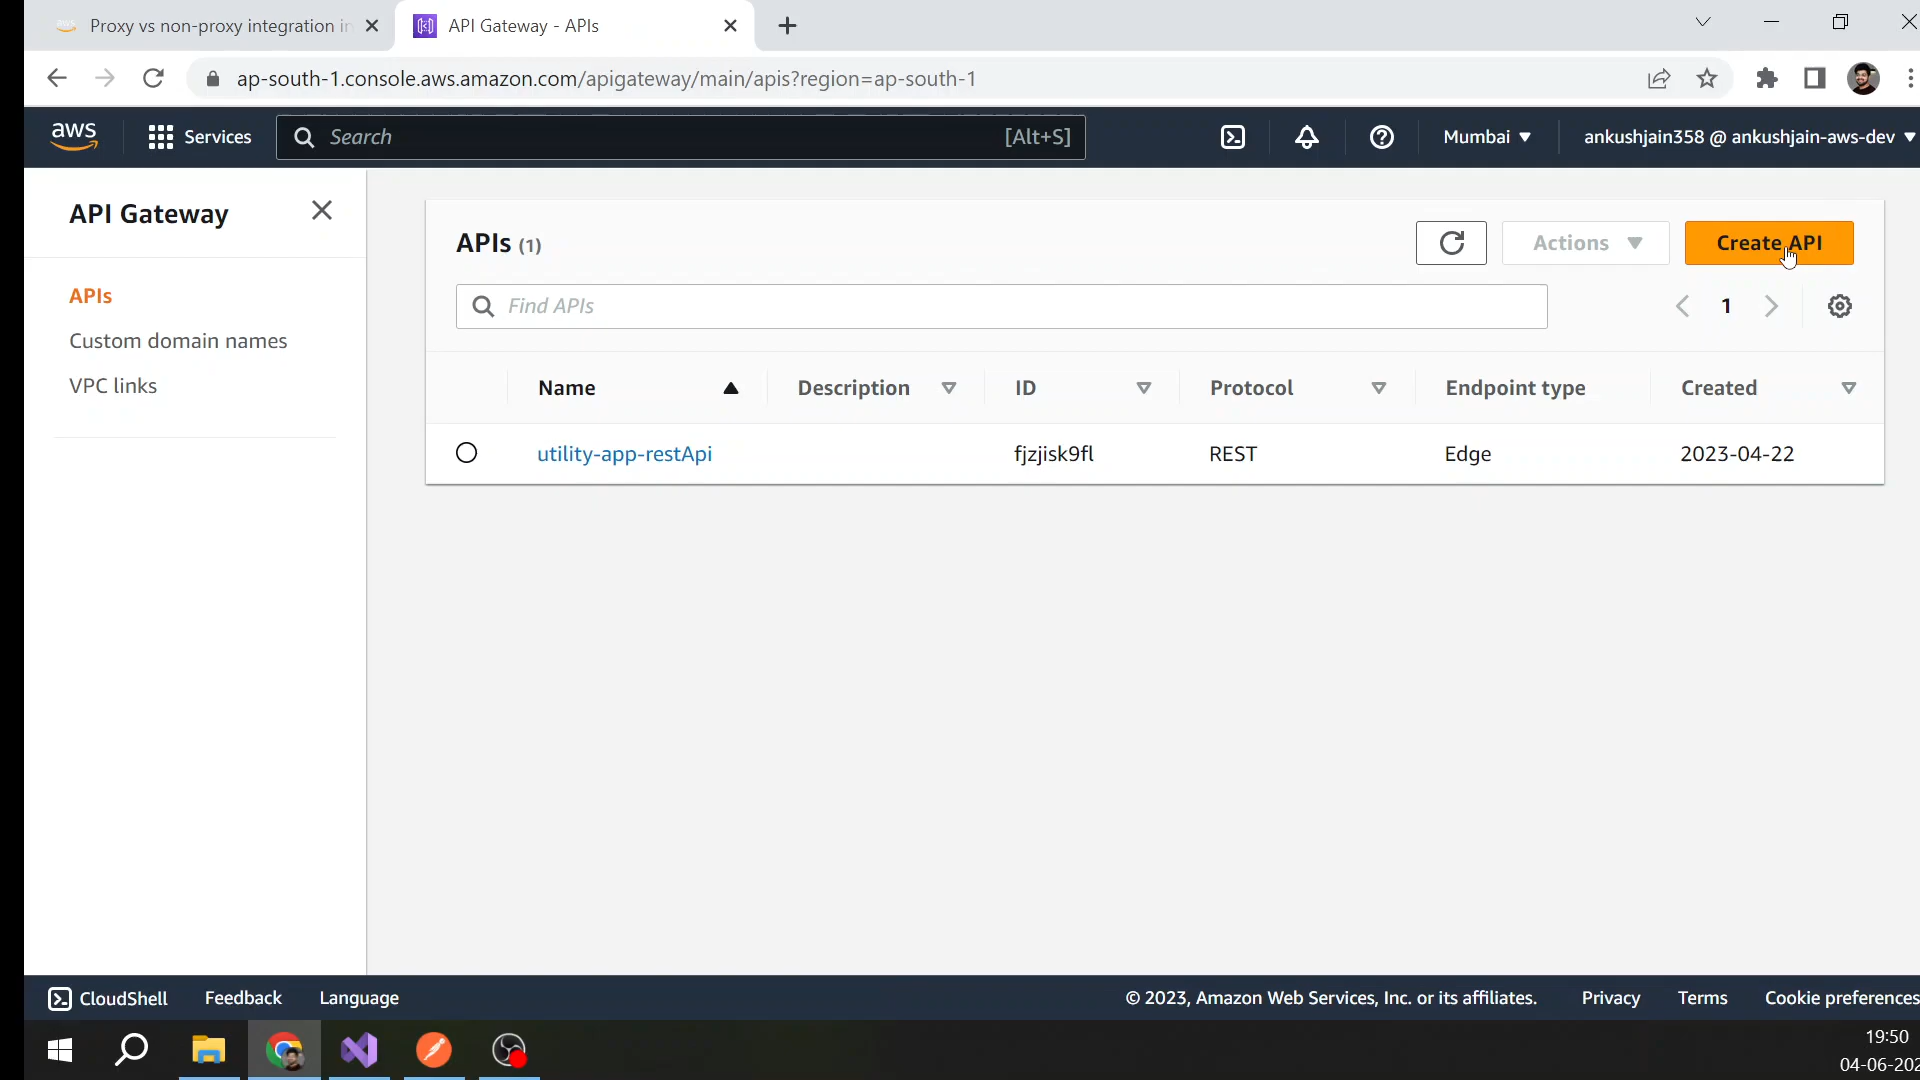 Proxy vs non-proxy integration in
API Gateway - APIs
ap-south-1.console.aws.amazon.com/apigateway/main/apis?region=ap-south-1
aws
Services
Search
[Alt+S]
Mumbai
ankushjain358 @ ankushjain-aws-dev
API Gateway
APIs
Custom domain names
VPC links
APIs (1)
Actions
Create API
Find APIs
1
Name Description ID Protocol Endpoint type Created
utility-app-restApi fjzjisk9fl REST Edge 2023-04-22
CloudShell Feedback Language © 2023, Amazon Web Services, Inc. or its affiliates. Privacy Terms Cookie preferences
19:50
04-06-202